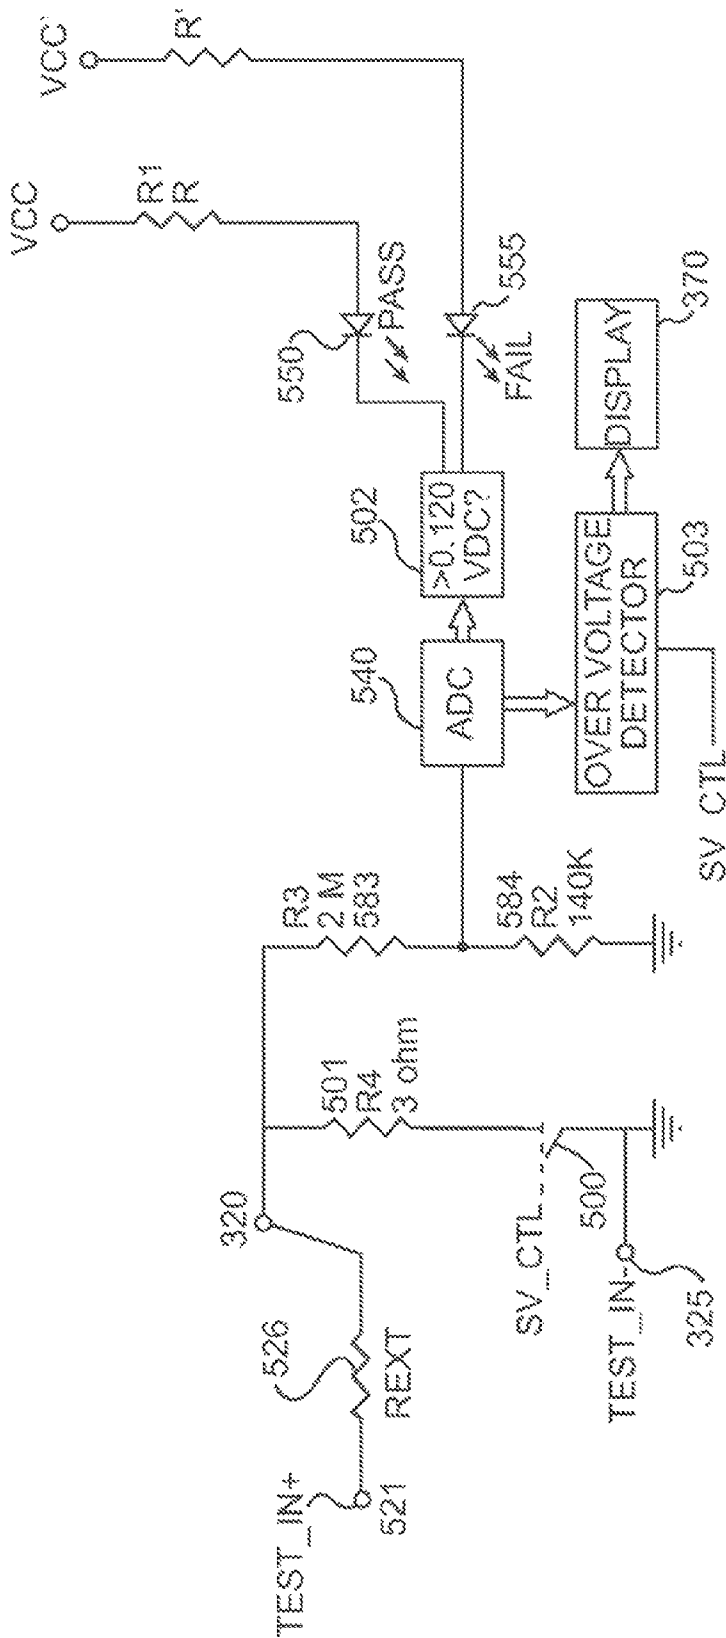 TEST_IN+
521
526
REXT
320
501
R4
3 ohm
SV_CTL
500
TEST_IN-
325
R3
2 M
583
584
R2
140K
540
ADC
502
>0.120
VDC?
OVER VOLTAGE
DETECTOR
503
SV_CTL
DISPLAY
370
550
PASS
555
FAIL
VCC
R1
R
VCC
R